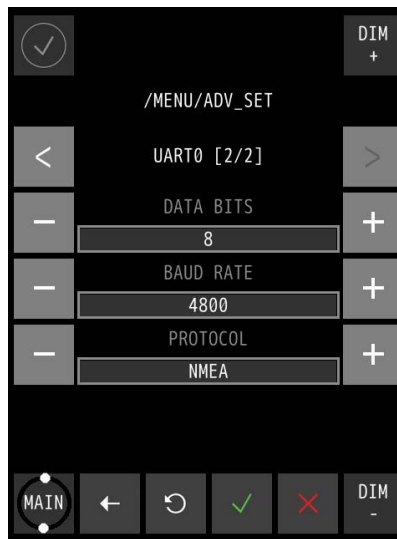 DIM
+
/MENU/ADV_SET
<
UART0 [2/2]
>
DATA BITS
−
8
+
BAUD RATE
−
4800
+
PROTOCOL
−
NMEA
+
MAIN
DIM
-